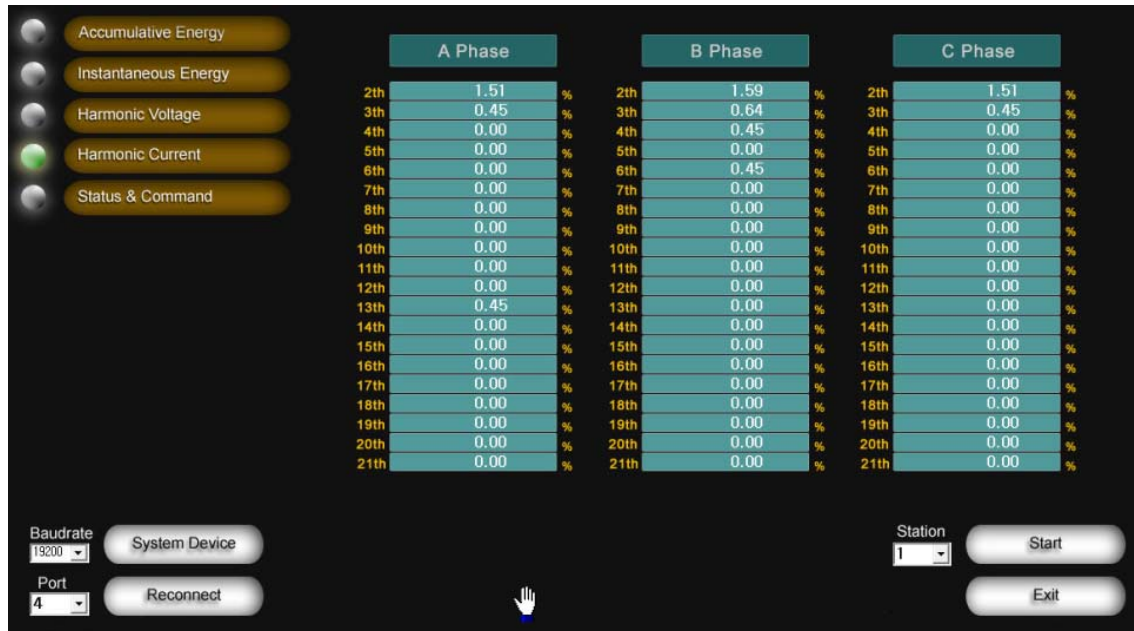 Accumulative Energy
Instantaneous Energy
Harmonic Voltage
Harmonic Current
Status & Command
A Phase B Phase C Phase
2th 1.51 % 2th 1.59 % 2th 1.51 %
3th 0.45 % 3th 0.64 % 3th 0.45 %
4th 0.00 % 4th 0.45 % 4th 0.00 %
5th 0.00 % 5th 0.00 % 5th 0.00 %
6th 0.00 % 6th 0.45 % 6th 0.00 %
7th 0.00 % 7th 0.00 % 7th 0.00 %
8th 0.00 % 8th 0.00 % 8th 0.00 %
9th 0.00 % 9th 0.00 % 9th 0.00 %
10th 0.00 % 10th 0.00 % 10th 0.00 %
11th 0.00 % 11th 0.00 % 11th 0.00 %
12th 0.00 % 12th 0.00 % 12th 0.00 %
13th 0.45 % 13th 0.00 % 13th 0.00 %
14th 0.00 % 14th 0.00 % 14th 0.00 %
15th 0.00 % 15th 0.00 % 15th 0.00 %
16th 0.00 % 16th 0.00 % 16th 0.00 %
17th 0.00 % 17th 0.00 % 17th 0.00 %
18th 0.00 % 18th 0.00 % 18th 0.00 %
19th 0.00 % 19th 0.00 % 19th 0.00 %
20th 0.00 % 20th 0.00 % 20th 0.00 %
21th 0.00 % 21th 0.00 % 21th 0.00 %
Baudrate
19200
System Device
Port
4
Reconnect
Station
1
Start
Exit